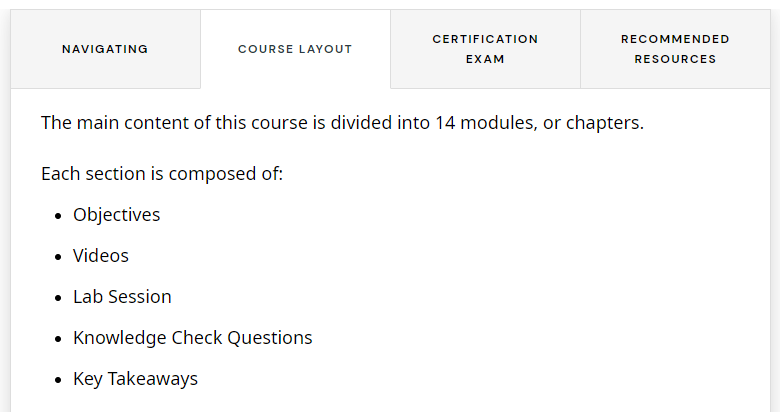 NAVIGATING
COURSE LAYOUT
CERTIFICATION
EXAM
RECOMMENDED
RESOURCES
The main content of this course is divided into 14 modules, or chapters.
Each section is composed of:
• Objectives
• Videos
• Lab Session
• Knowledge Check Questions
• Key Takeaways